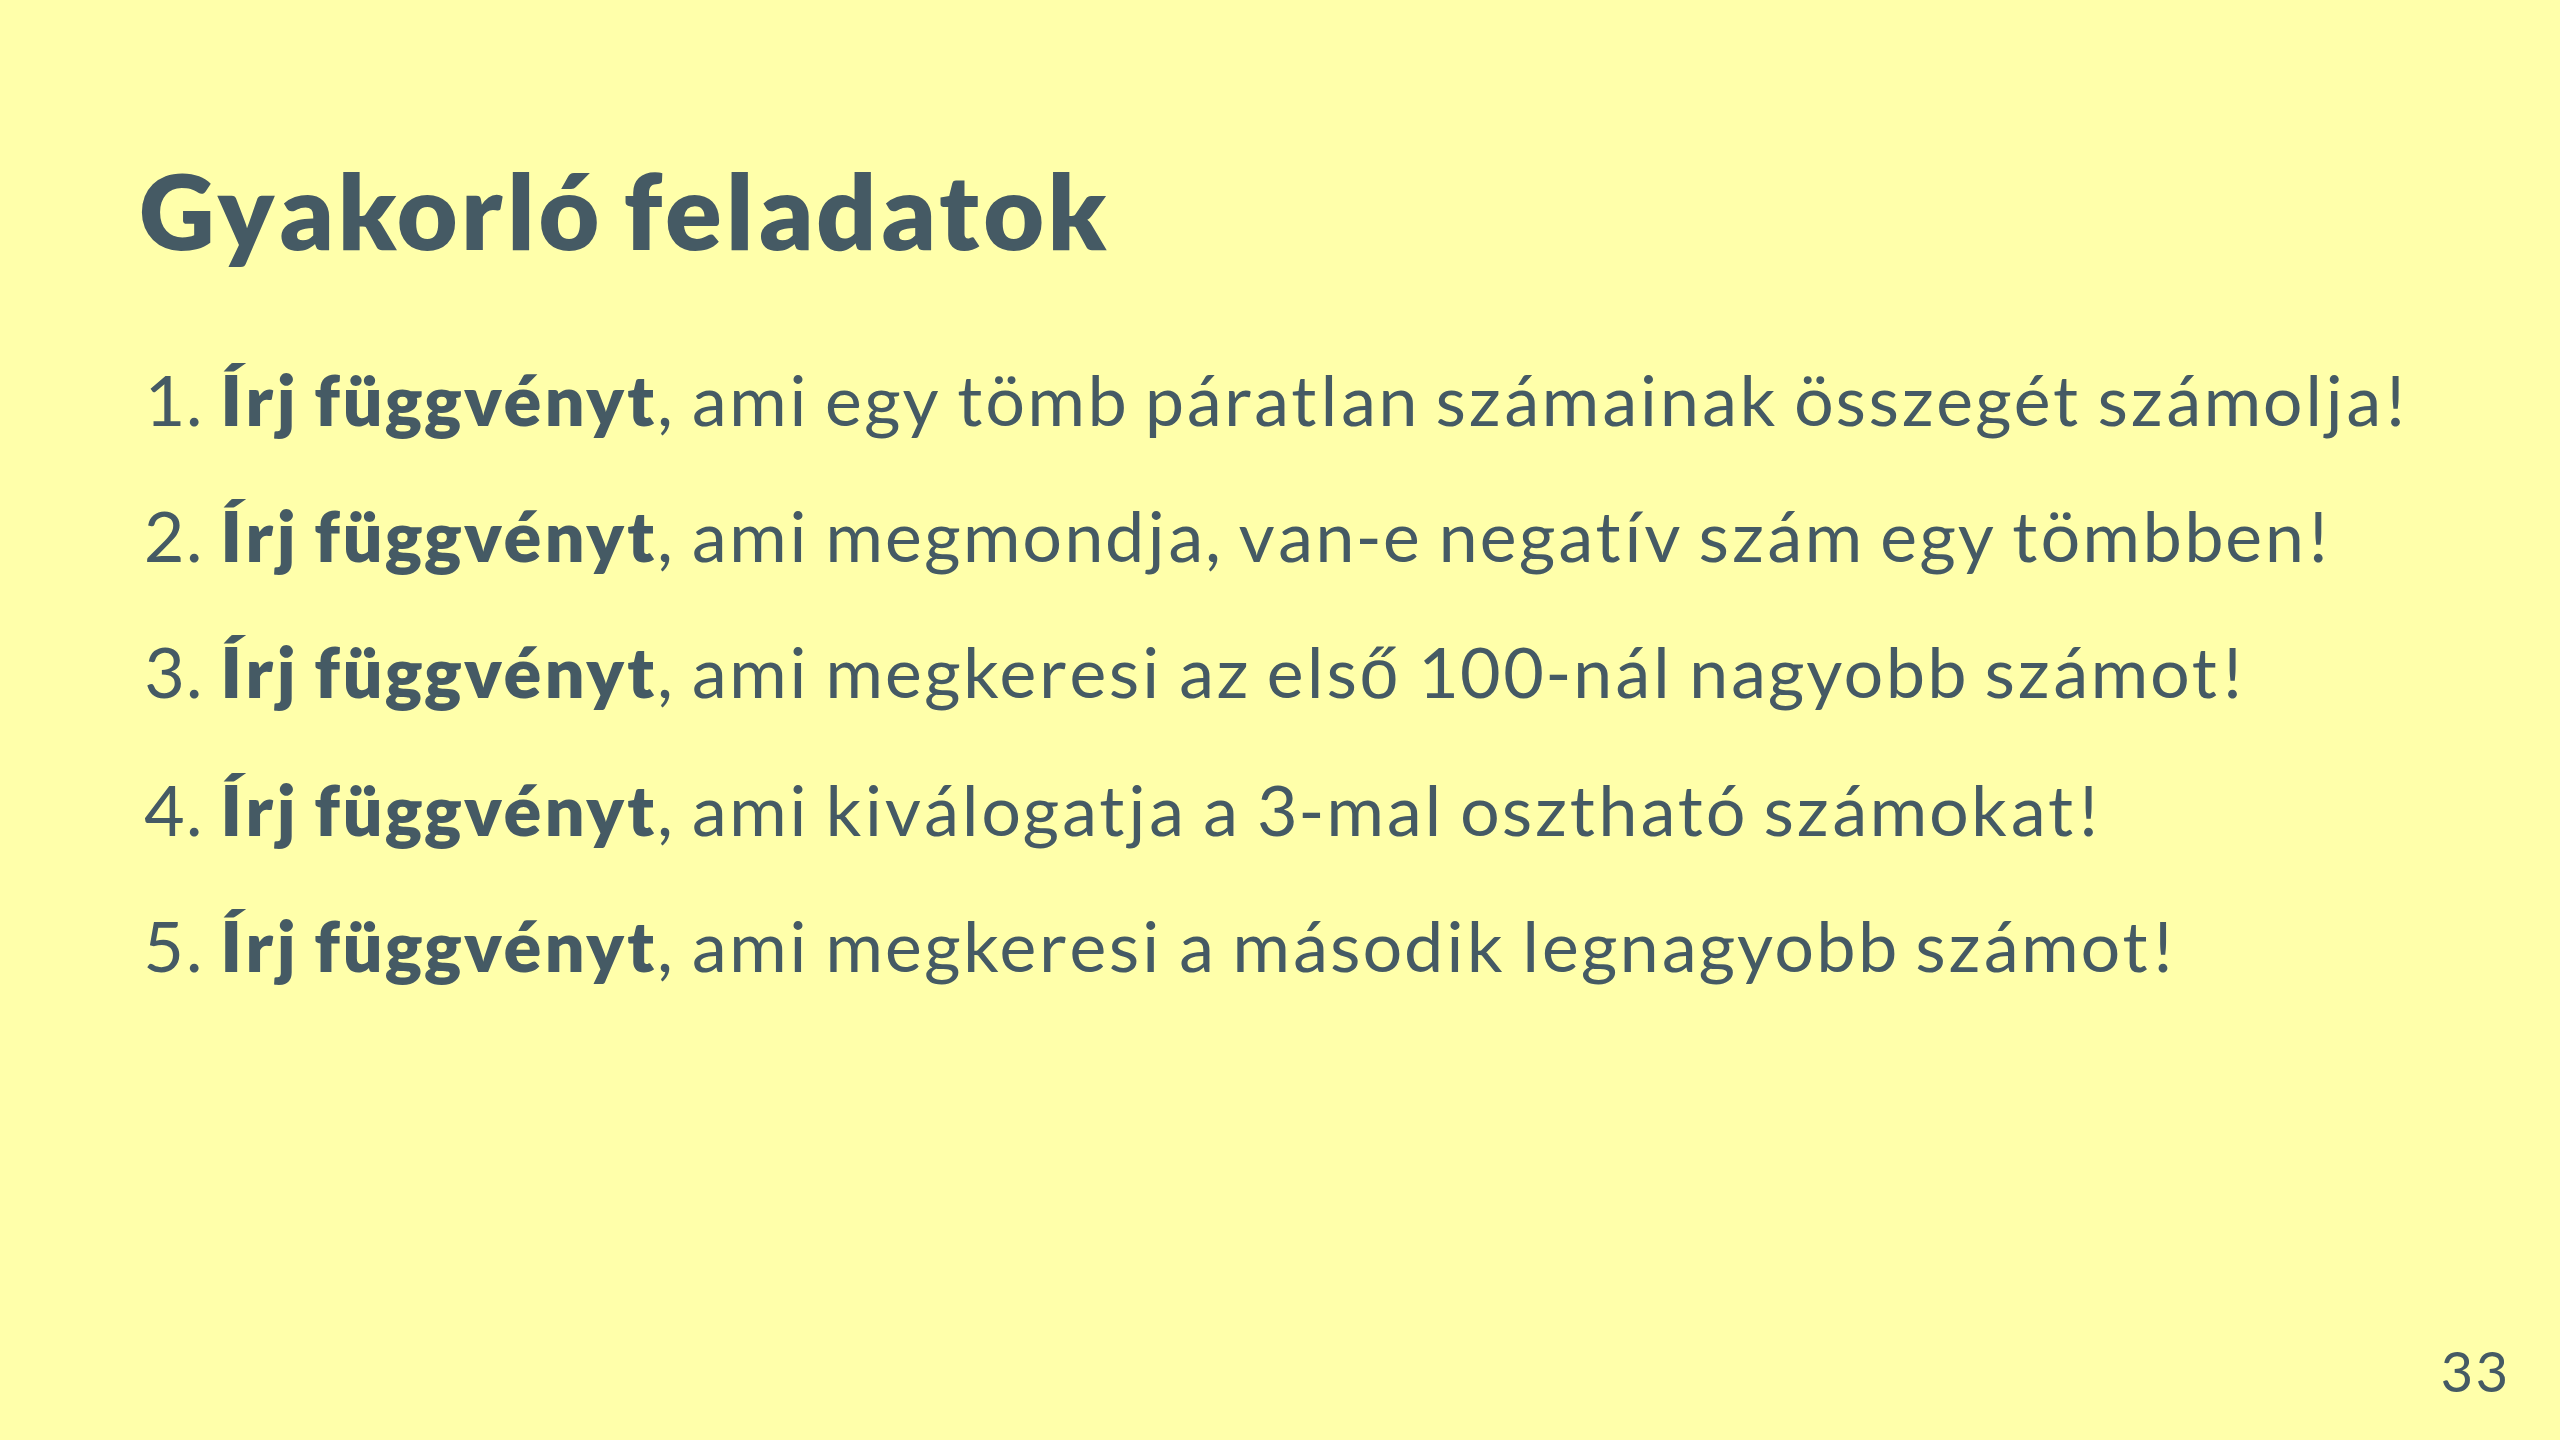 Gyakorló feladatok
1. Írj függvényt, ami egy tömb páratlan számainak összegét számolja!
2. Írj függvényt, ami megmondja, van-e negatív szám egy tömbben!
3. Írj függvényt, ami megkeresi az első 100-nál nagyobb számot!
4. Írj függvényt, ami kiválogatja a 3-mal osztható számokat!
5. Írj függvényt, ami megkeresi a második legnagyobb számot!
33